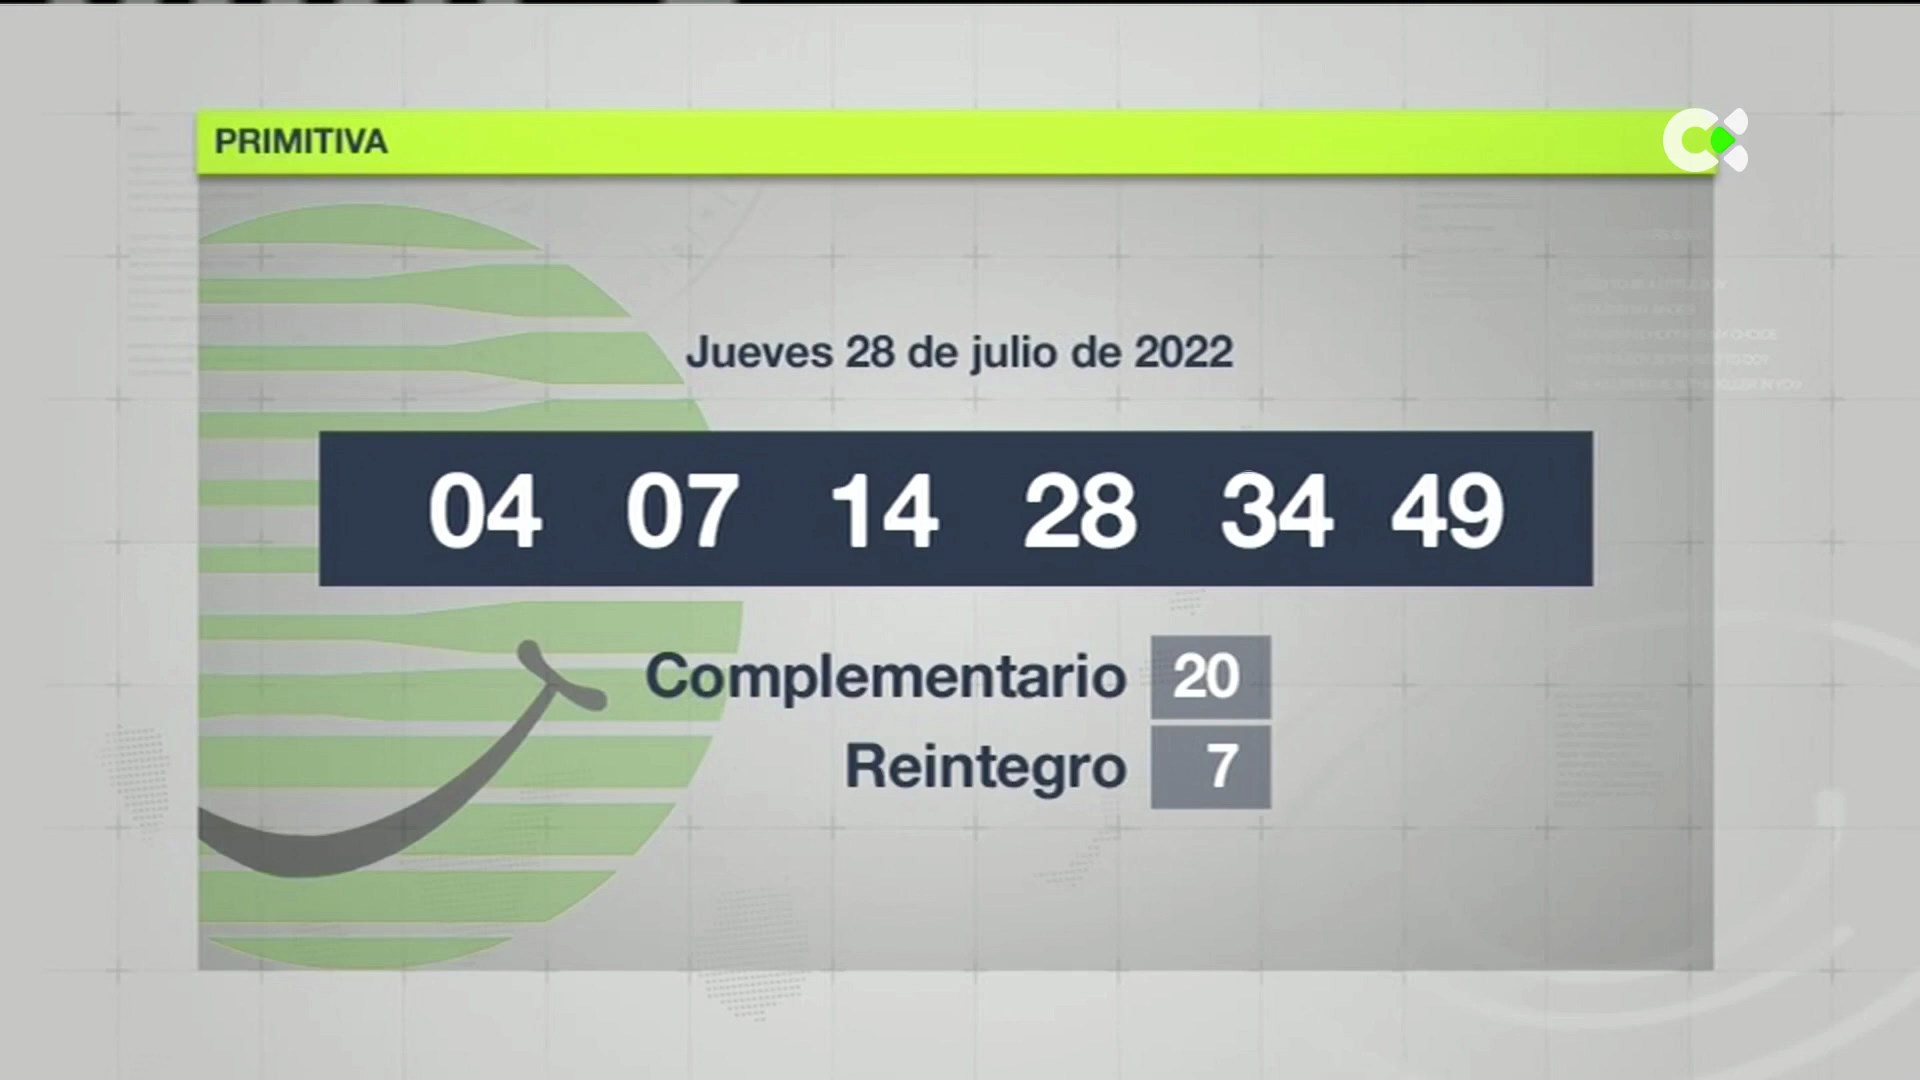 PRIMITIVA
Jueves 28 de julio de 2022
04 07 14 28 34 49
Complementario 20
Reintegro 7